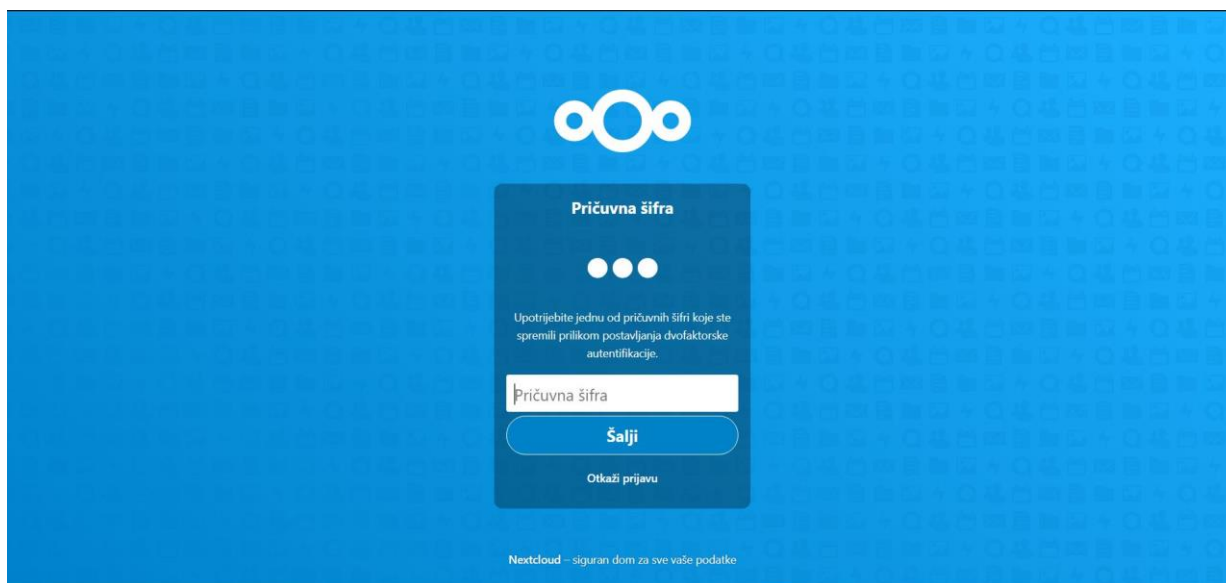 Pričuvna šifra
Upotrijebite jednu od pričuvnih šifri koje ste
spremili prilikom postavljanja dvofaktorske
autentifikacije.
Pričuvna šifra
Šalji
Otkaži prijavu
Nextcloud – siguran dom za sve vaše podatke